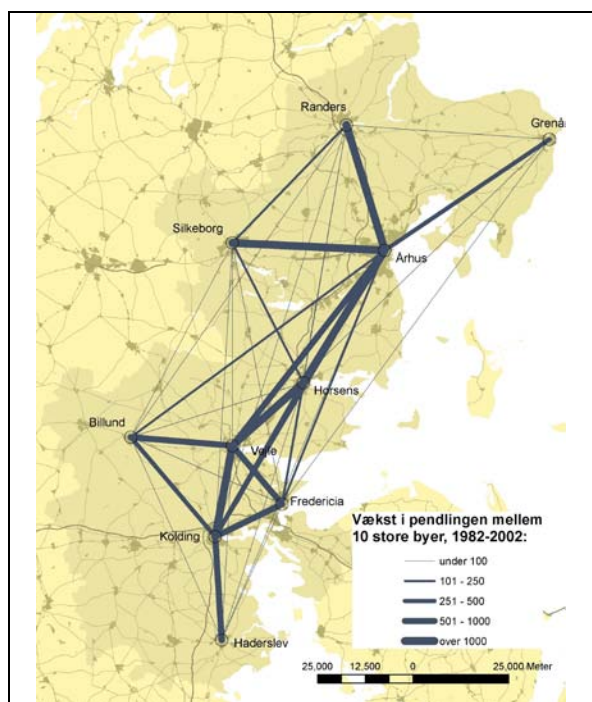 Randers
Grenå
Silkeborg
Århus
Horsens
Billund
Vejle
Fredericia
Kolding
Haderslev
Vækst i pendlingen mellem
10 store byer, 1982-2002:
under 100
101 - 250
251 - 500
501 - 1000
over 1000
25,000 12,500 0 25,000 Meter